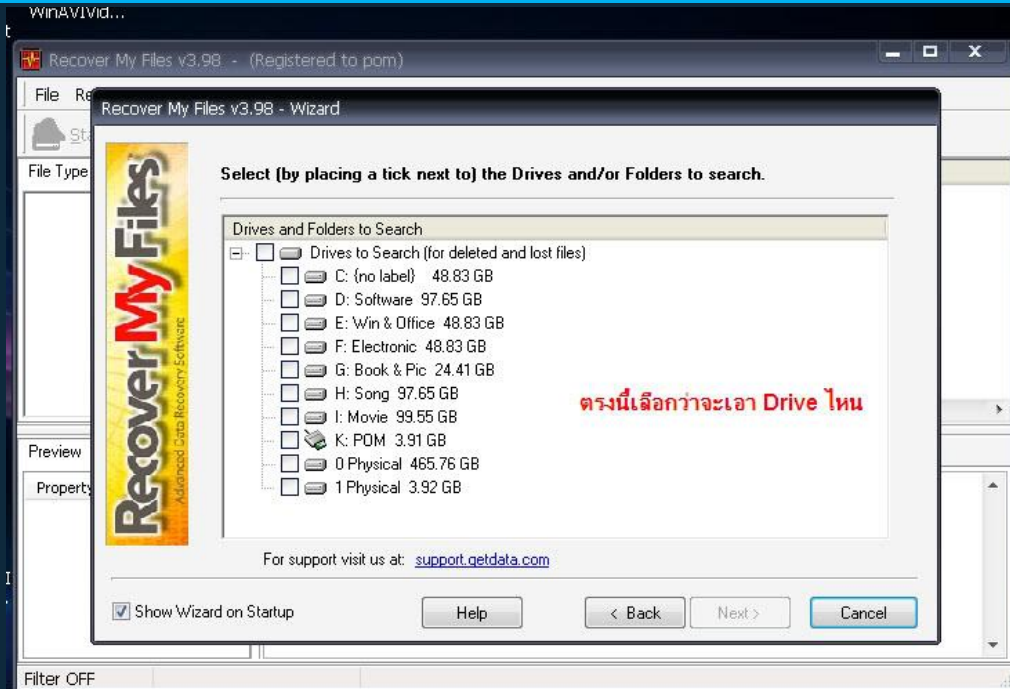 WinAVIVid...
t
Recover My Files v3.98 - (Registered to pom)
File Re
Recover My Files v3.98 - Wizard
Sta
File Type
Recover My Files
Advanced Data Recovery Software
Select (by placing a tick next to) the Drives and/or Folders to search.
Drives and Folders to Search
Drives to Search (for deleted and lost files)
C: {no label} 48.83 GB
D: Software 97.65 GB
E: Win & Office 48.83 GB
F: Electronic 48.83 GB
G: Book & Pic 24.41 GB
H: Song 97.65 GB
I: Movie 99.55 GB
K: POM 3.91 GB
0 Physical 465.76 GB
1 Physical 3.92 GB
ตรงนี้เลือกว่าจะเอา Drive ไหน
Preview
Property
For support visit us at: support.getdata.com
Show Wizard on Startup
Help
< Back
Next >
Cancel
Filter OFF